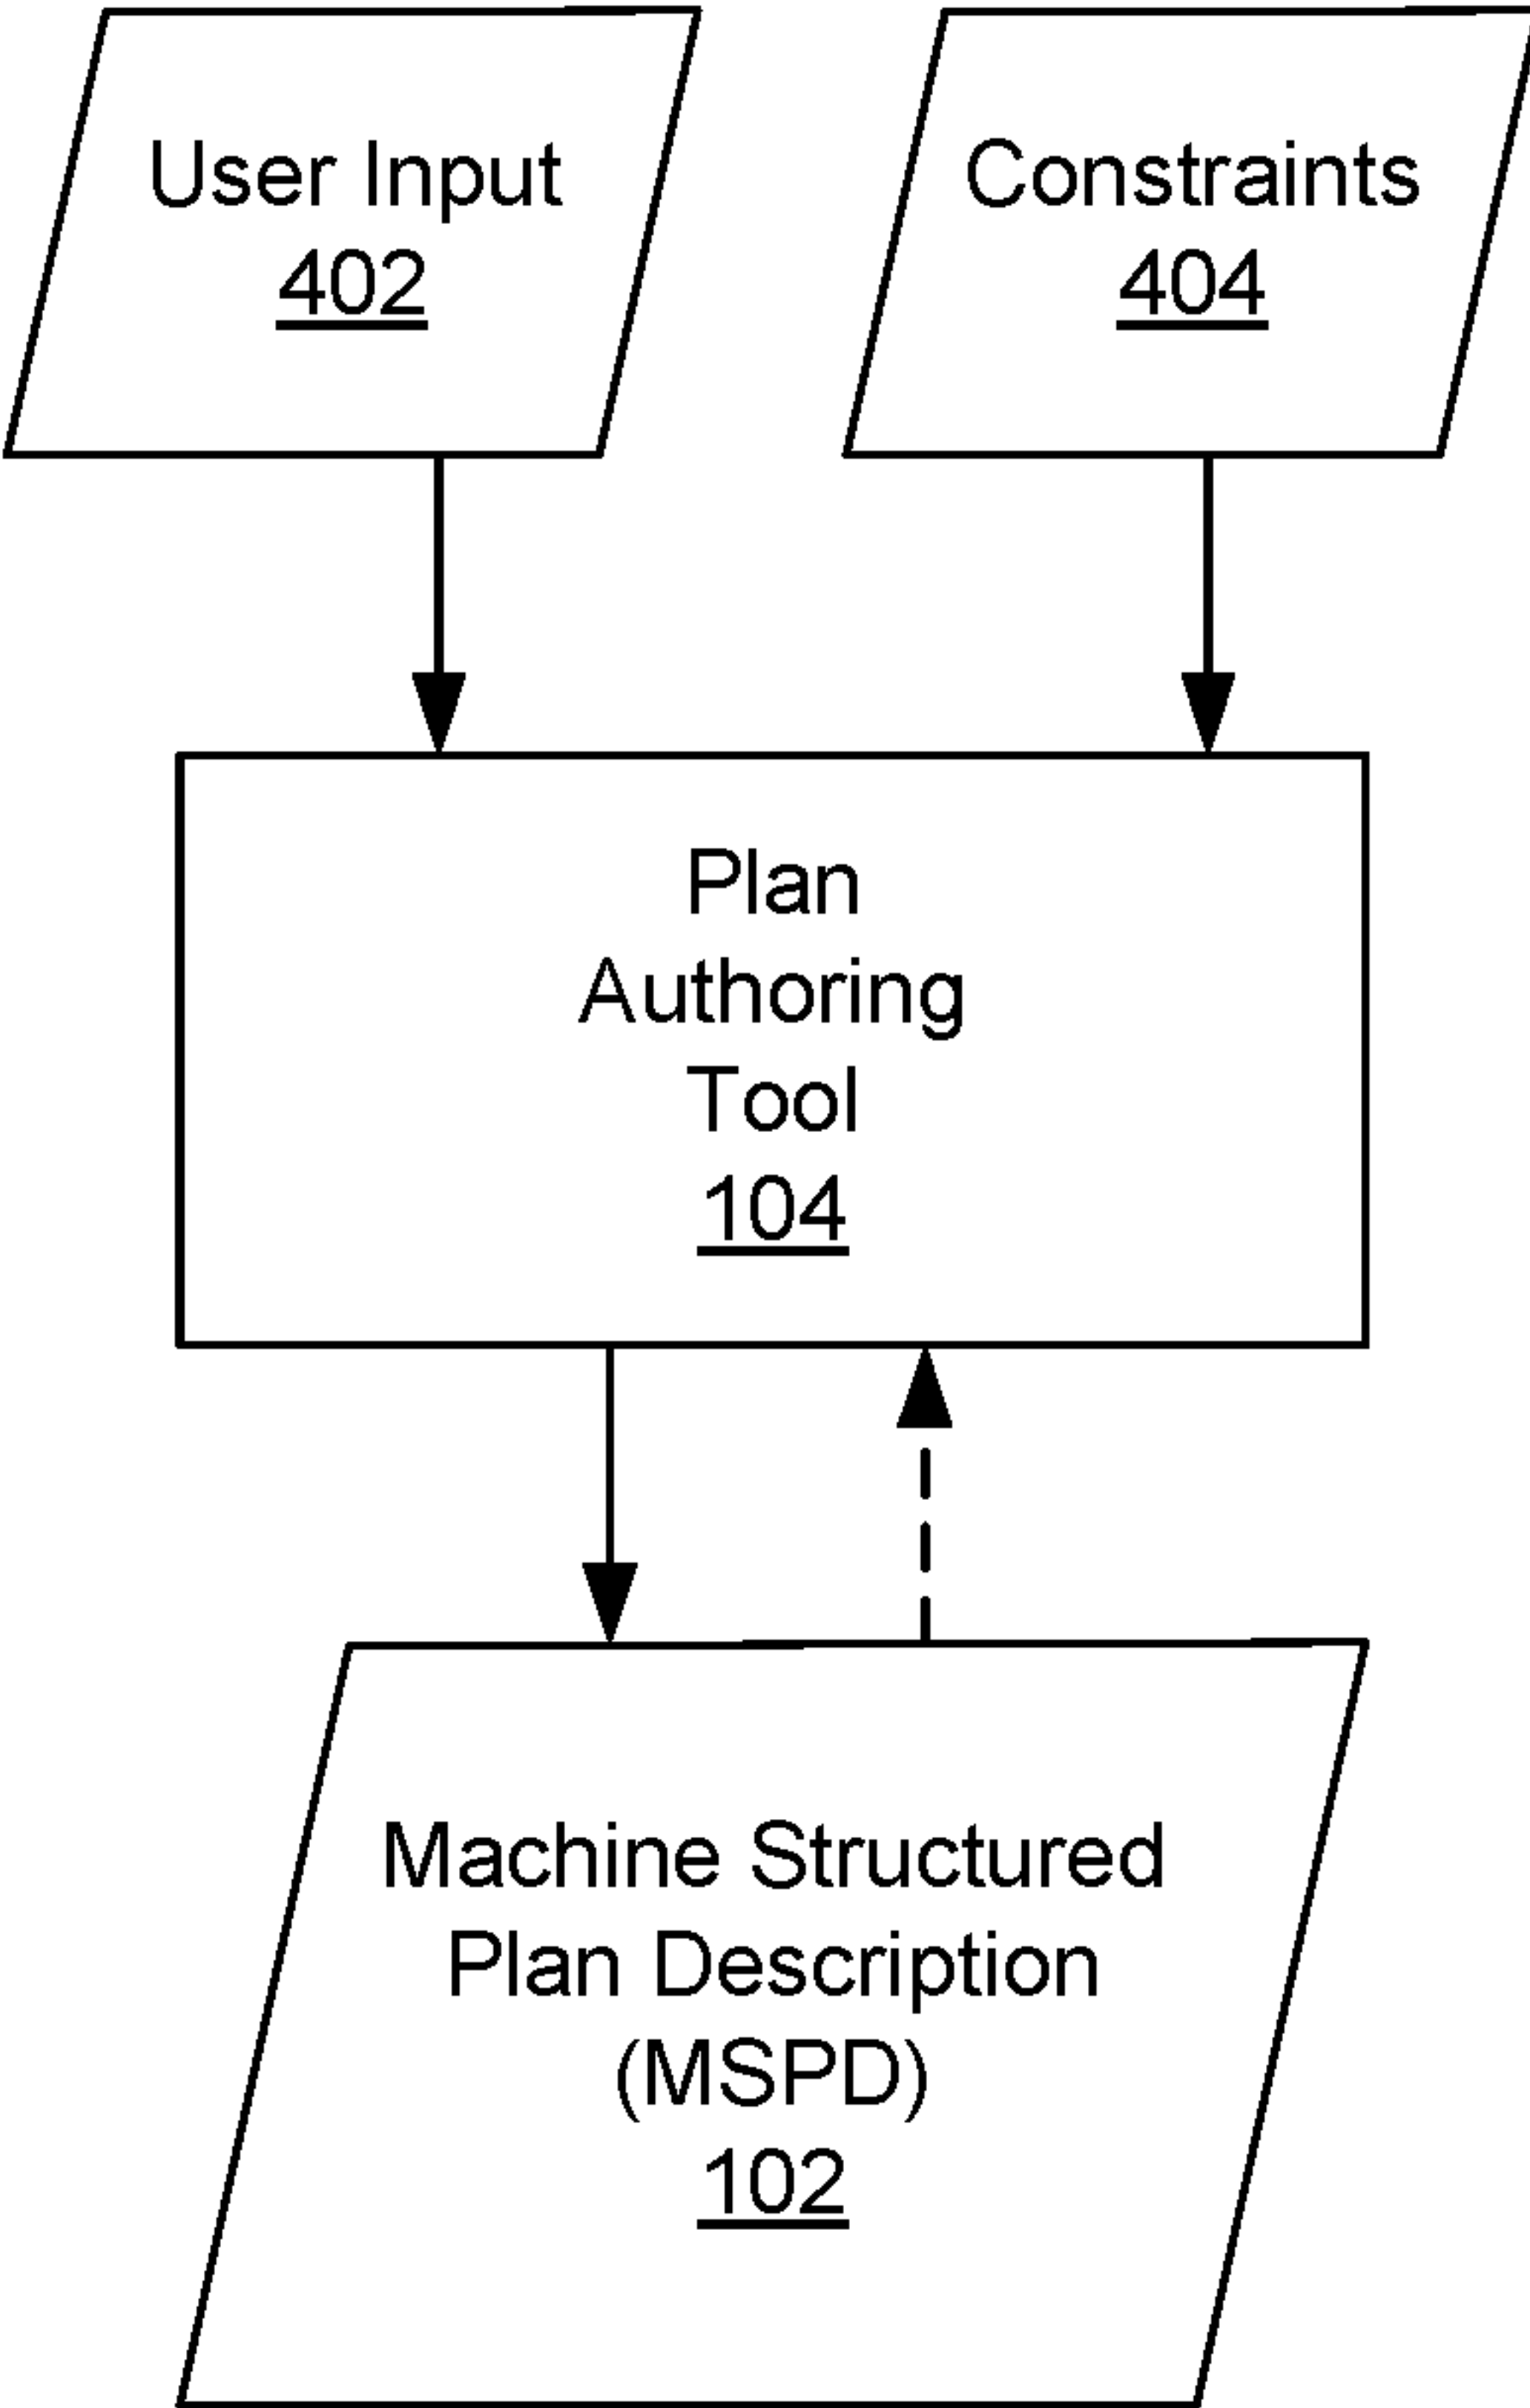 User Input
402
Constraints
404
Plan
Authoring
Tool
104
Machine Structured
Plan Description
(MSPD)
102